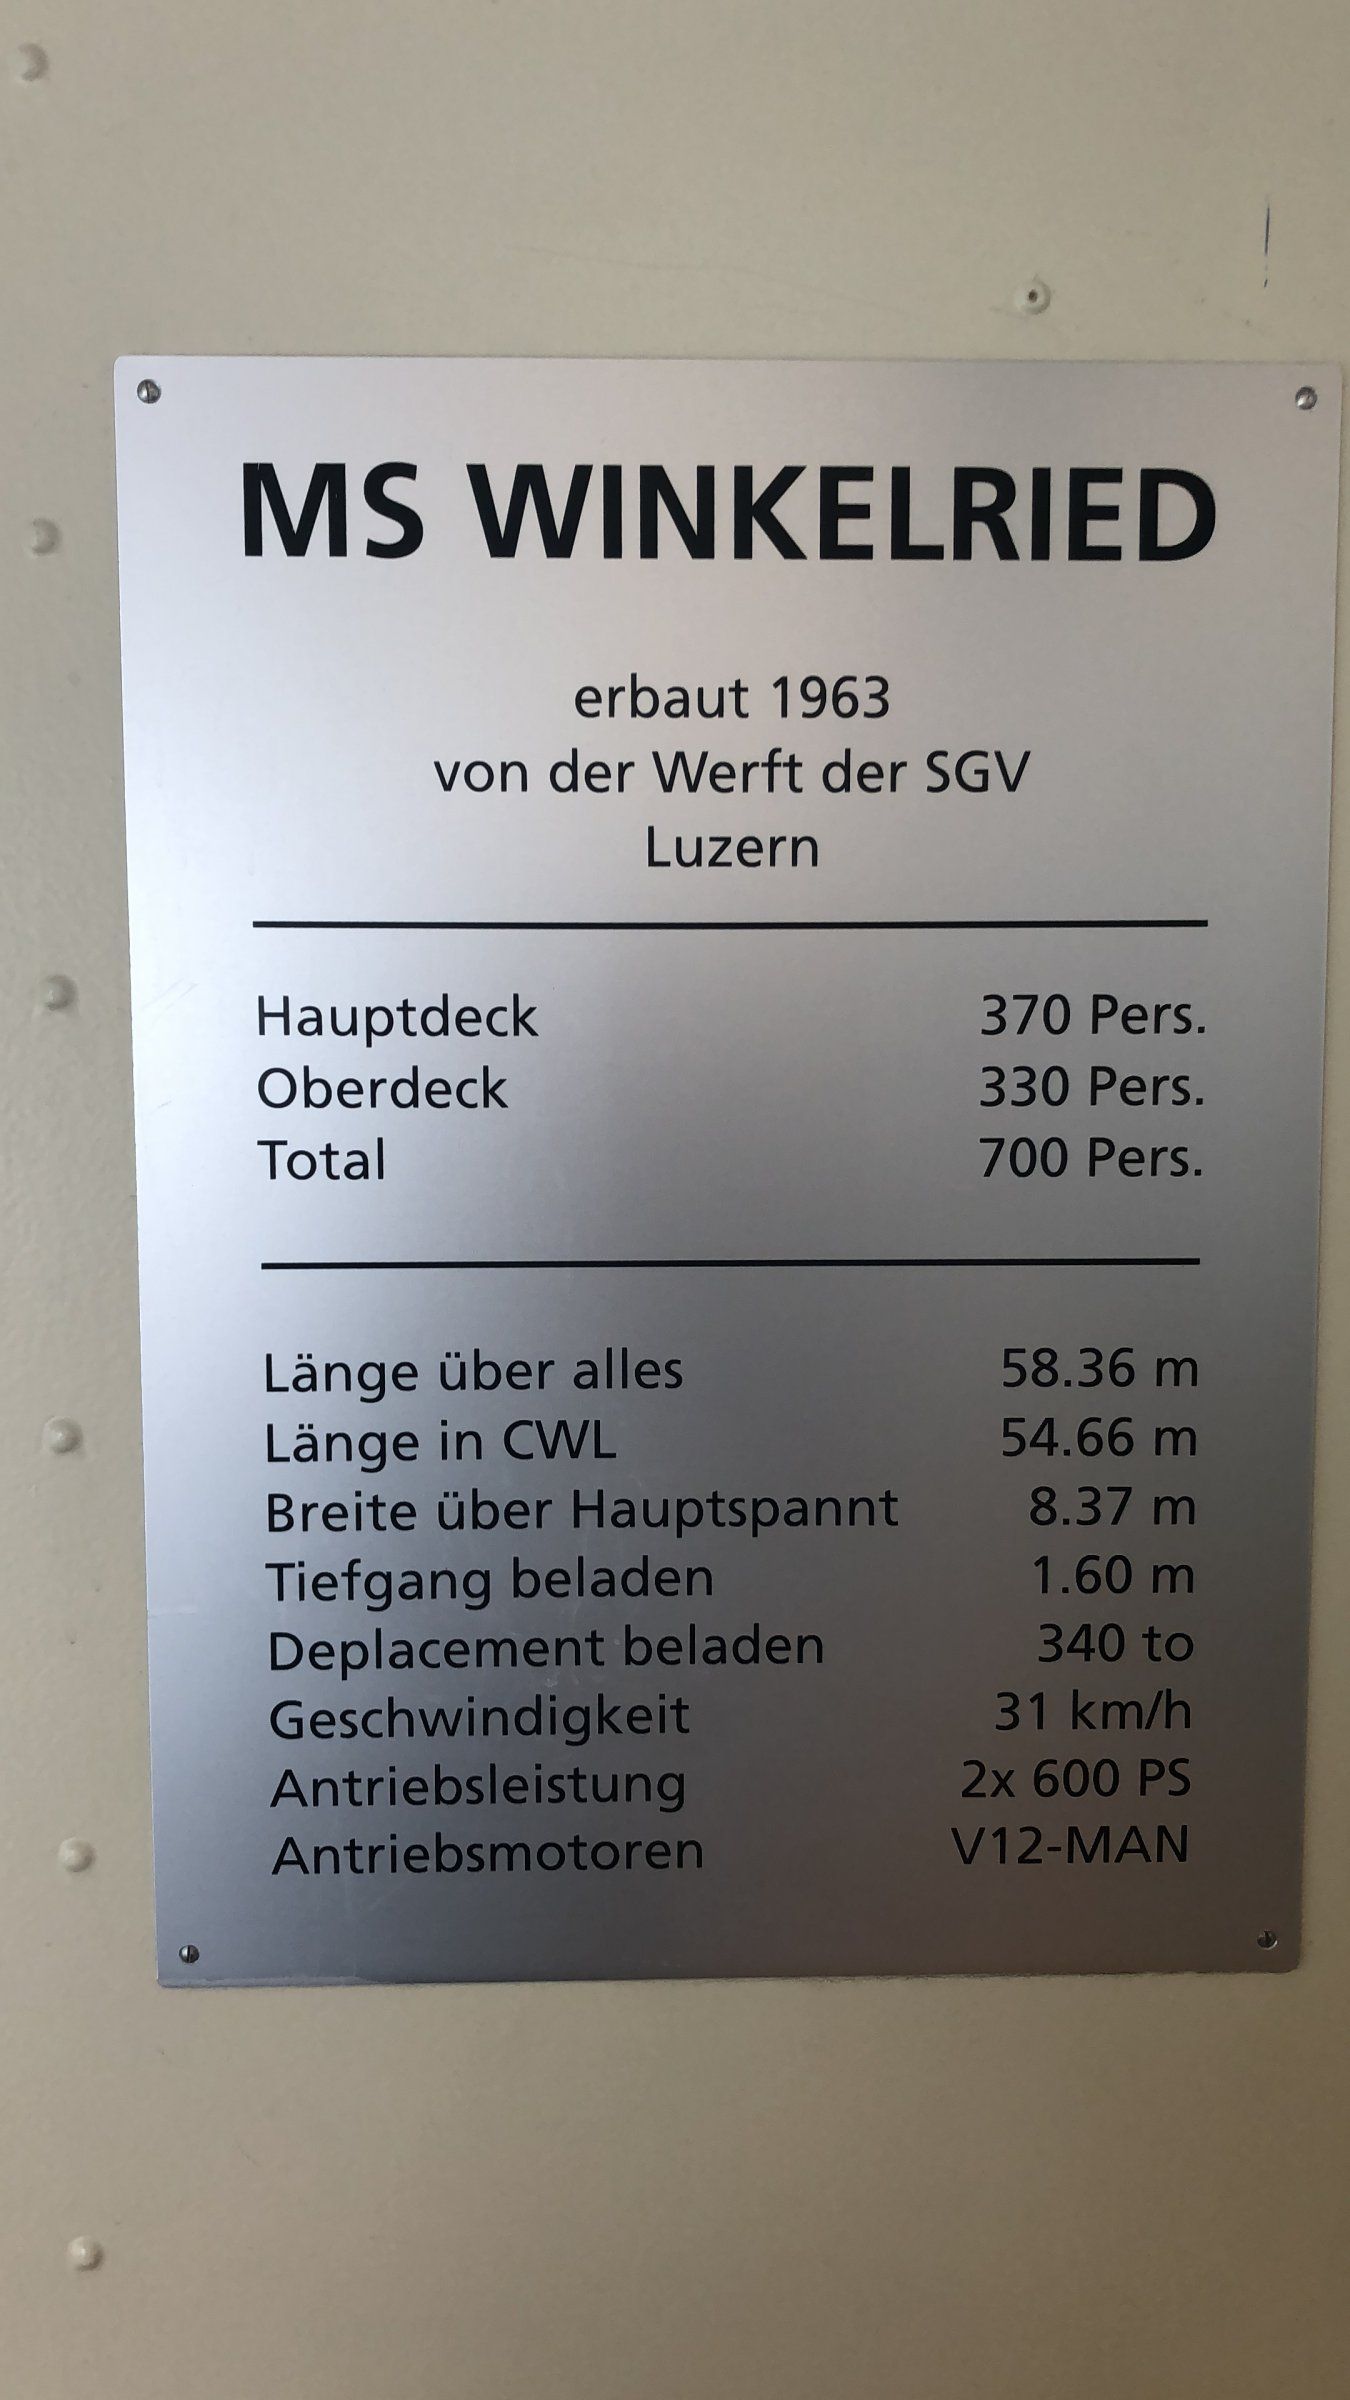 MS WINKELRIED
erbaut 1963
von der Werft der SGV
Luzern
Hauptdeck 370 Pers.
Oberdeck 330 Pers.
Total 700 Pers.
Länge über alles 58.36 m
Länge in CWL 54.66 m
Breite über Hauptspannt 8.37 m
Tiefgang beladen 1.60 m
Deplacement beladen 340 to
Geschwindigkeit 31 km/h
Antriebsleistung 2x 600 PS
Antriebsmotoren V12-MAN